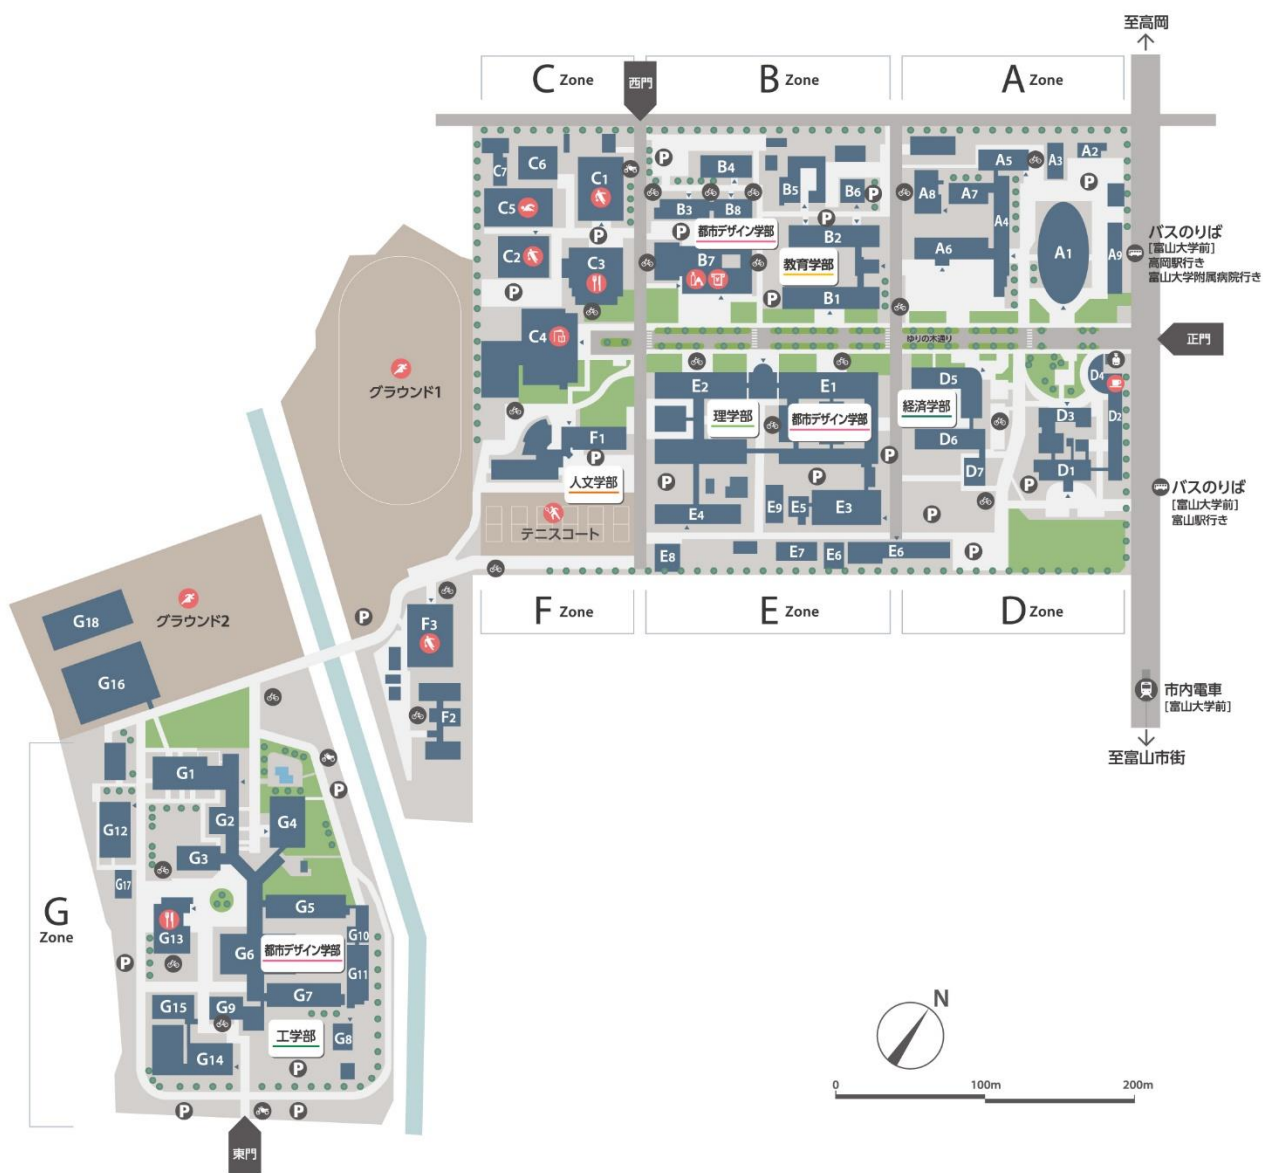 至高岡
C Zone
西門
B Zone
A Zone
C7
C6
C1
C5
C2
C3
C4
P
P
P
B4
B5
B6
P
B3
B8
P
都市デザイン学部
B7
B2
教育学部
P
B1
P
A5
A3
A2
P
A8
A7
A4
A6
A1
A9
バスのりば
[富山大学前]
高岡駅行き
富山大学附属病院行き
ゆりの木通り
正門
グラウンド1
F1
P
人文学部
テニスコート
E2
E1
理学部
都市デザイン学部
P
P
P
E4
E9
E5
E3
E8
E7
E6
E6
D5
経済学部
D6
D7
D4
D3
D2
D1
P
P
P
バスのりば
[富山大学前]
富山駅行き
F Zone
E Zone
D Zone
市内電車
[富山大学前]
至富山市街
グラウンド2
G18
G16
P
F3
F2
G
Zone
G1
G2
G3
G4
P
G12
G17
G13
G5
G6
都市デザイン学部
G10
G11
G7
P
G15
G9
G14
工学部
G8
P
P
P
東門
N
0
100m
200m